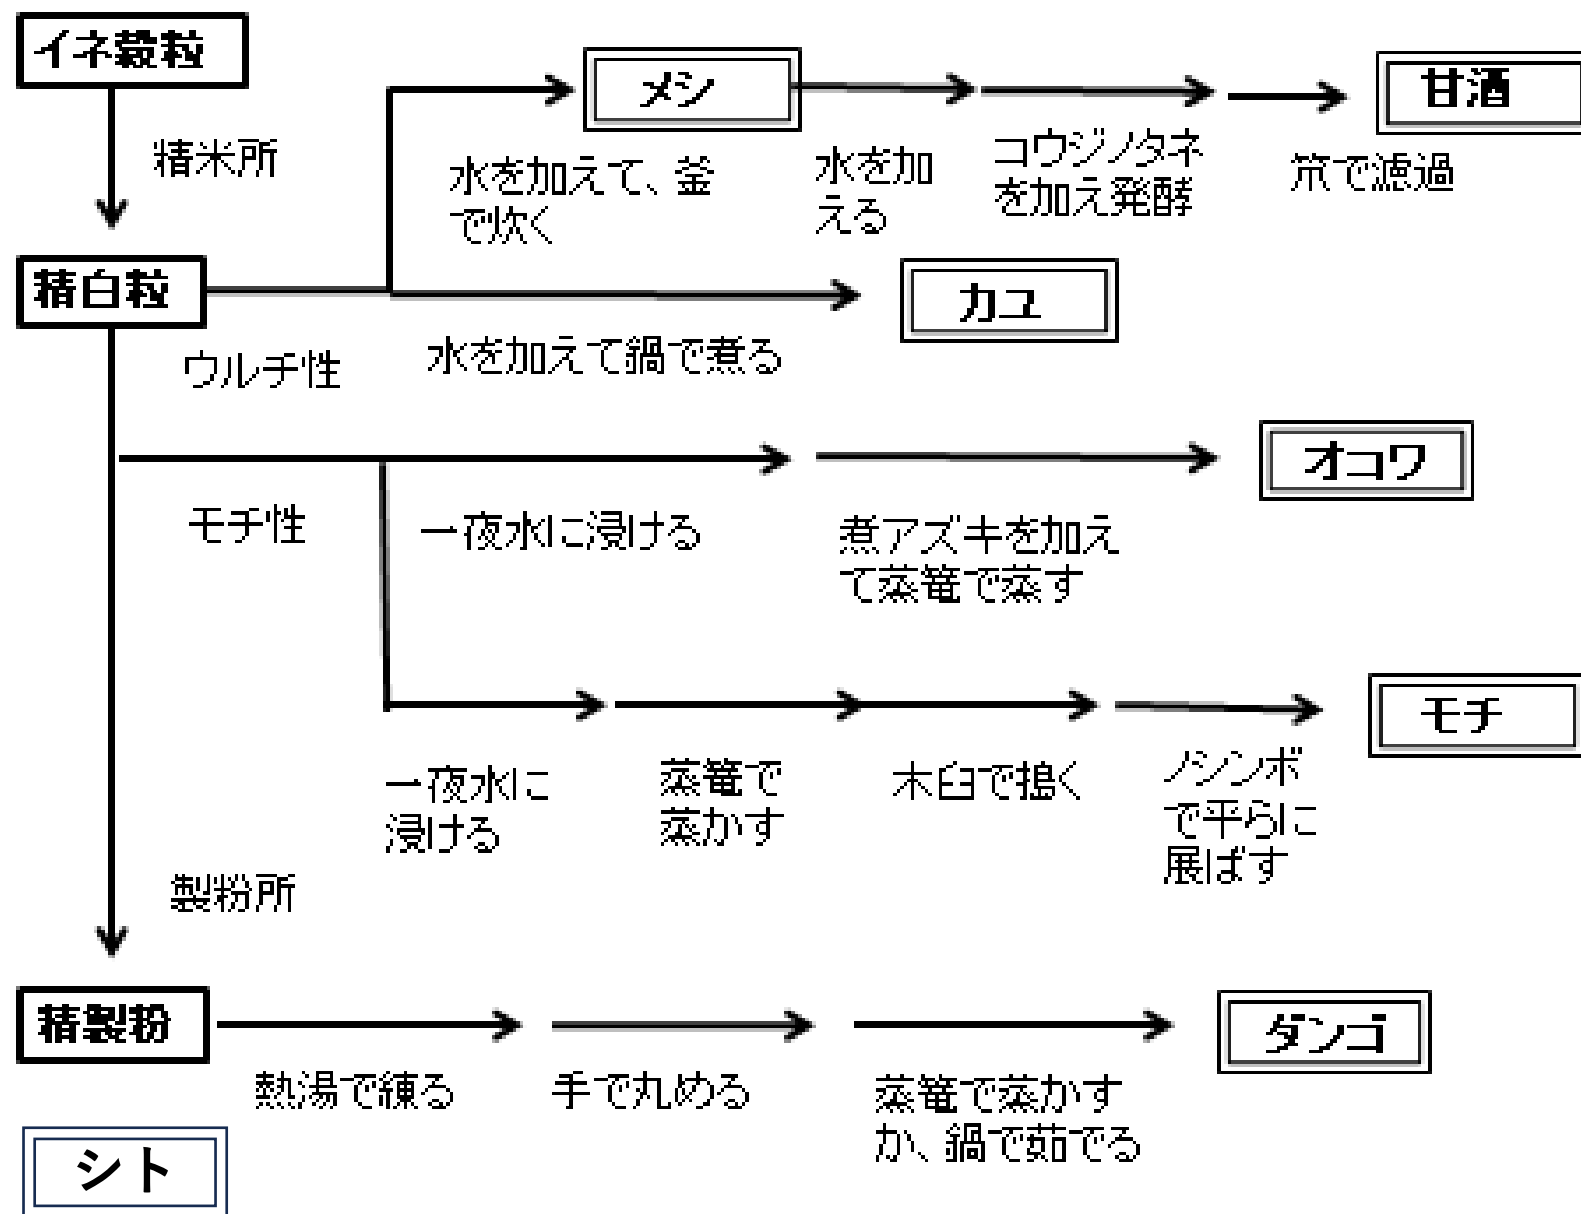 イネ穀粒
精米所
メシ
甘酒
水を加えて、釜
で炊く
水を加
える
コウジノタネ
を加え発酵
笊で濾過
精白粒
カユ
ウルチ性
水を加えて鍋で煮る
オコワ
モチ性
一夜水に浸ける
煮アズキを加え
て蒸篭で蒸す
モチ
一夜水に
浸ける
蒸篭で
蒸かす
木臼で搗く
ノシンボ
で平らに
展ばす
製粉所
精製粉
ダンゴ
熱湯で練る
手で丸める
蒸篭で蒸かす
か、鍋で茹でる
シト